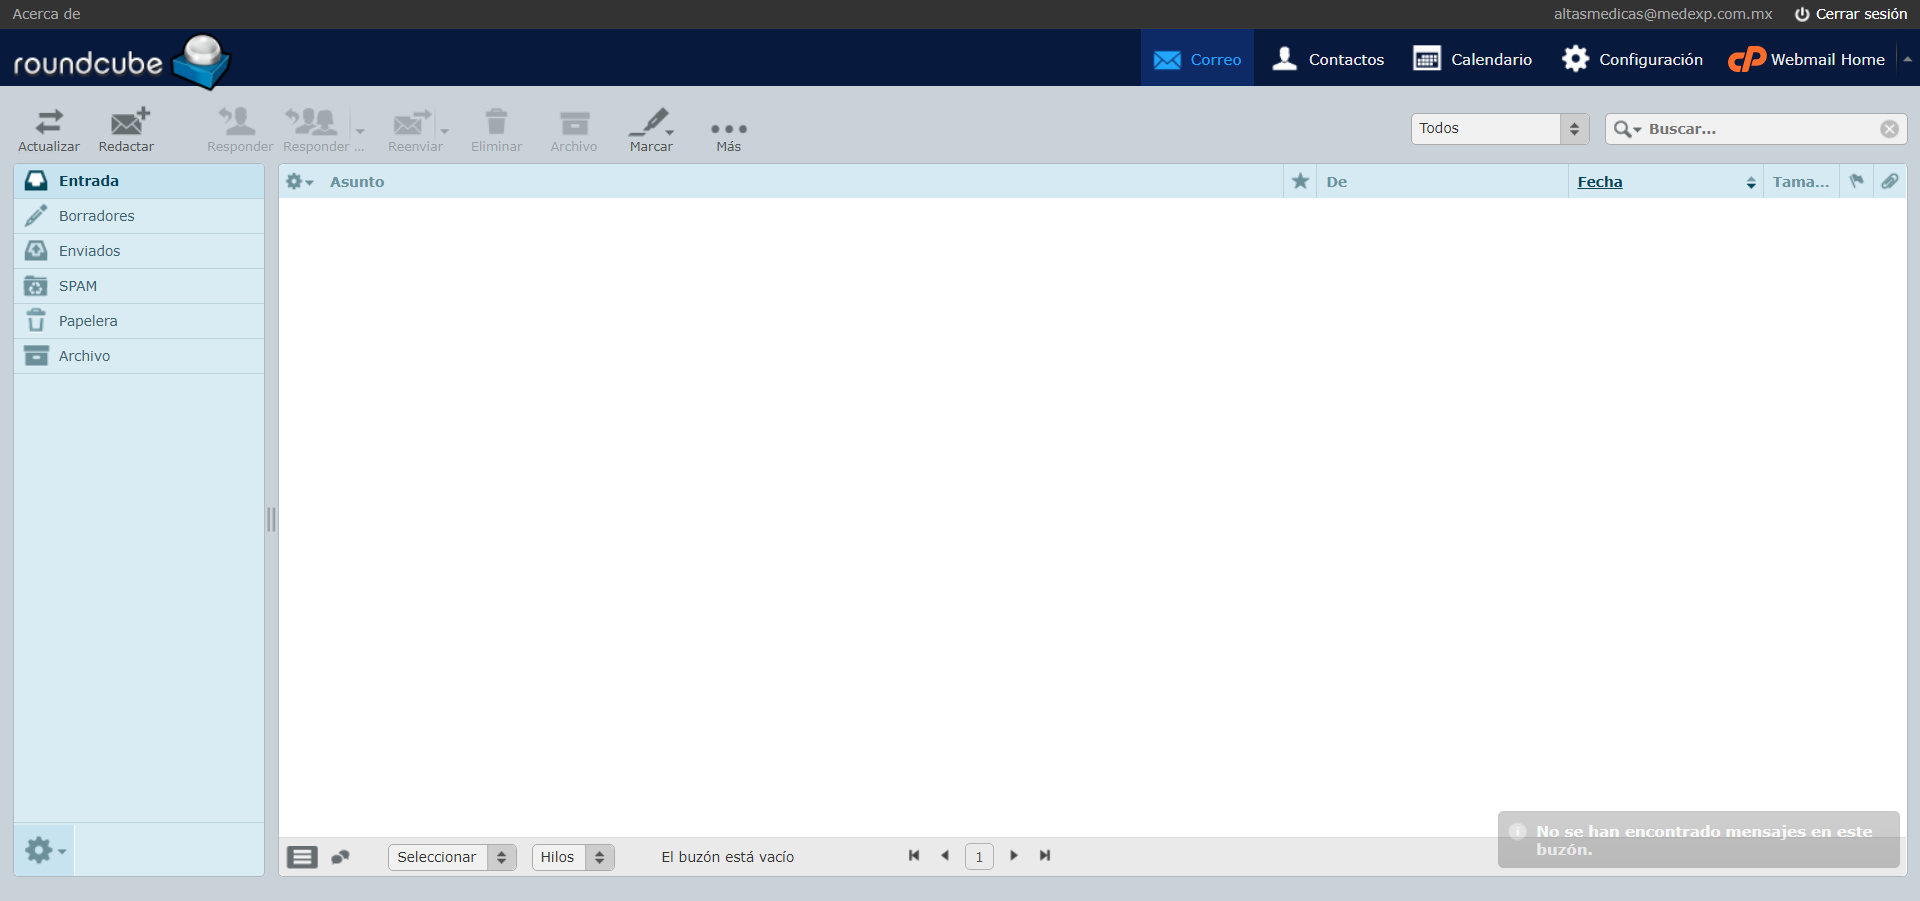 Acerca de
altasmedicas@medexp.com.mx
Cerrar sesión
roundcube
Correo
Contactos
Calendario
Configuración
cP Webmail Home
Actualizar
Redactar
Responder
Responder ...
Reenviar
Eliminar
Archivo
Marcar
Más
Todos
Buscar...
Entrada
Borradores
Enviados
SPAM
Papelera
Archivo
Asunto
De
Fecha
Tama...
Seleccionar
Hilos
El buzón está vacío
1
No se han encontrado mensajes en este
buzón.